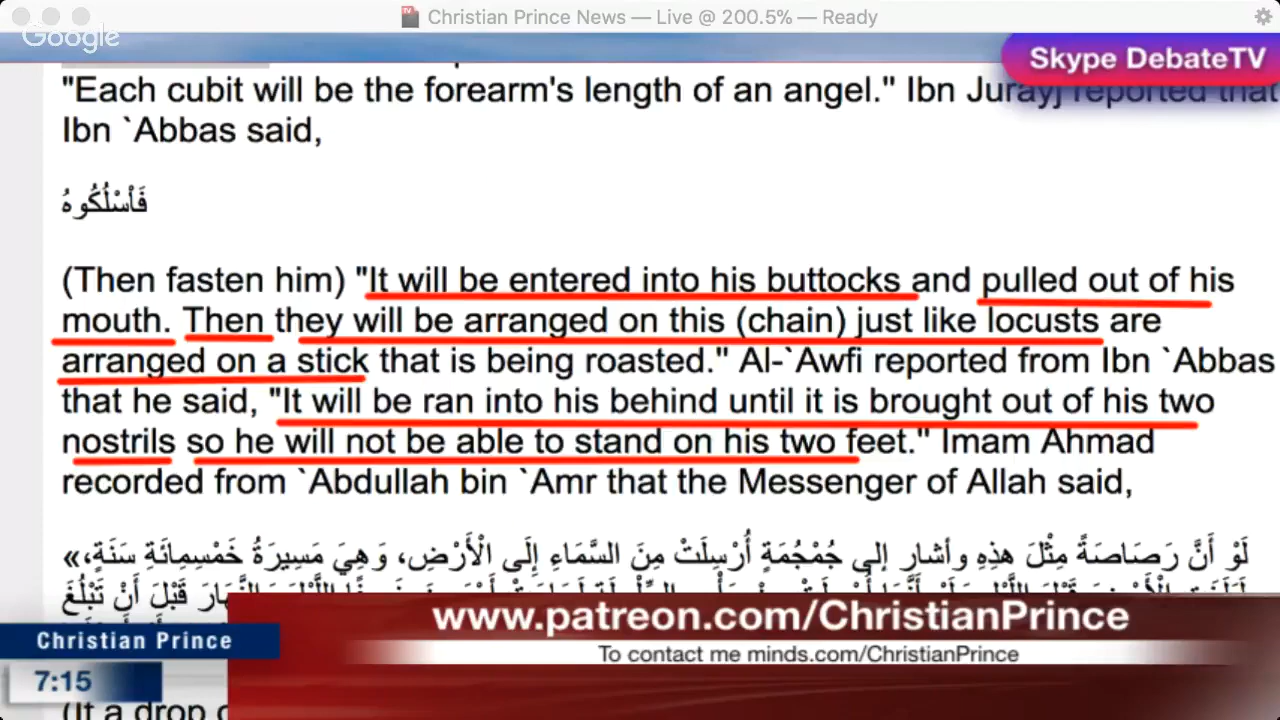 Christian Prince News — Live @ 200.5% — Ready
Google
Skype DebateTV
"Each cubit will be the forearm's length of an angel." Ibn Jurayj reported that
Ibn `Abbas said,
فَاْسْلُكُوهُ
(Then fasten him) "It will be entered into his buttocks and pulled out of his
mouth. Then they will be arranged on this (chain) just like locusts are
arranged on a stick that is being roasted." Al-`Awfi reported from Ibn `Abbas
that he said, "It will be ran into his behind until it is brought out of his two
nostrils so he will not be able to stand on his two feet." Imam Ahmad
recorded from `Abdullah bin `Amr that the Messenger of Allah said,
«لَوْ أَنَّ رَصَاصَةً مِثْلَ هذِهِ وأشار إلى جُمْجُمَةٍ أُرْسِلَتْ مِنَ السَّمَاءِ إِلَى الْأَرْضِ، وَهِيَ مَسِيرَةُ خَمْسِمِائَةِ سَنَةٍ،
قَبْلَ أَنْ تَبْلُغَ
www.patreon.com/ChristianPrince
Christian Prince
To contact me minds.com/ChristianPrince
7:15
(It a drop